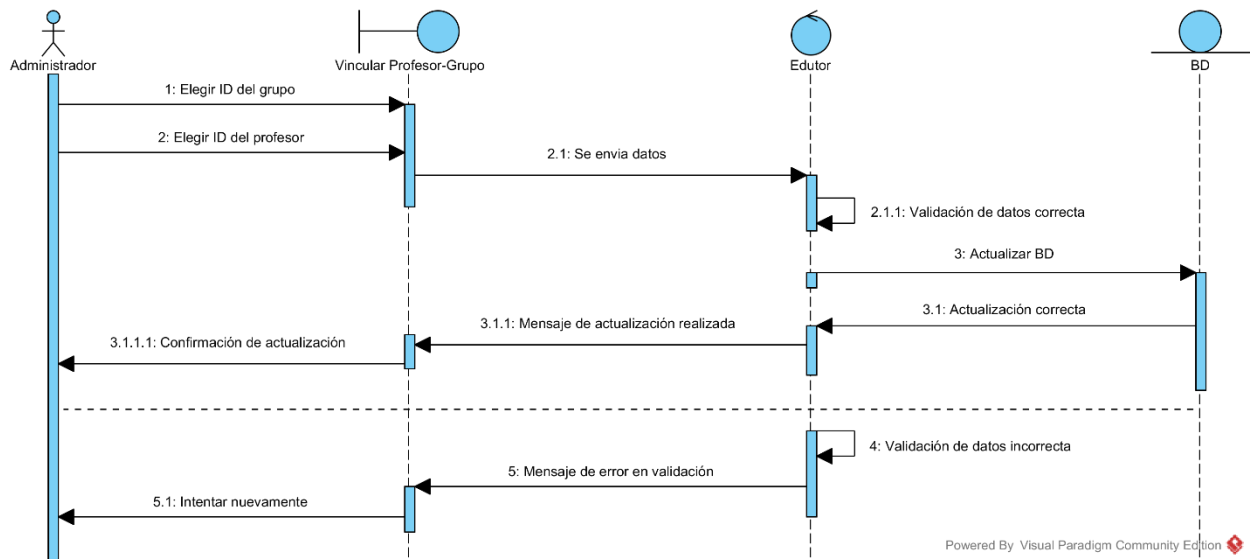 Administrador
Vincular Profesor-Grupo
Edutor
BD
1: Elegir ID del grupo
2: Elegir ID del profesor
2.1: Se envia datos
2.1.1: Validación de datos correcta
3: Actualizar BD
3.1: Actualización correcta
3.1.1: Mensaje de actualización realizada
3.1.1.1: Confirmación de actualización
4: Validación de datos incorrecta
5: Mensaje de error en validación
5.1: Intentar nuevamente
Powered By Visual Paradigm Community Edition